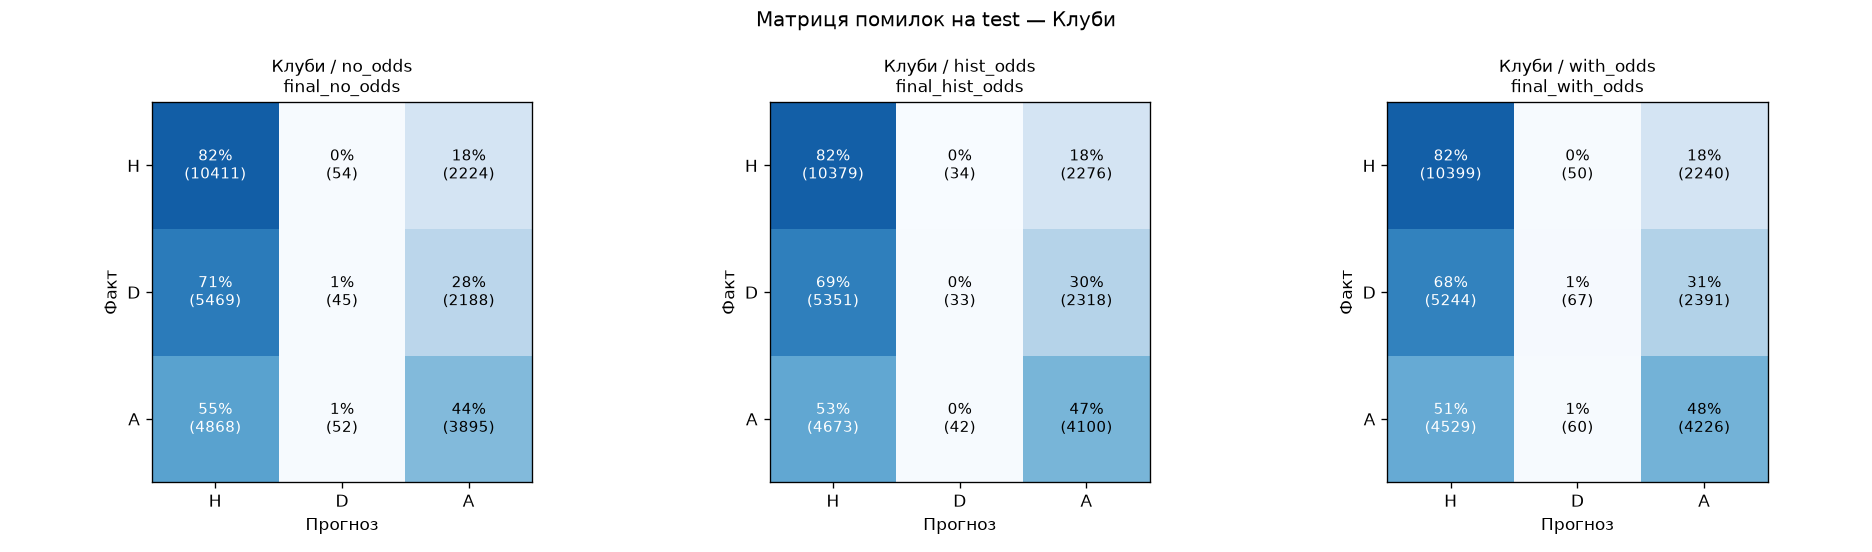 Матриця помилок на test — Клуби
Клуби / no_odds
final_no_odds
H
82%
(10411)
0%
(54)
18%
(2224)
D
71%
(5469)
1%
(45)
28%
(2188)
A
55%
(4868)
1%
(52)
44%
(3895)
Факт
H
D
A
Прогноз
Клуби / hist_odds
final_hist_odds
H
82%
(10379)
0%
(34)
18%
(2276)
D
69%
(5351)
0%
(33)
30%
(2318)
A
53%
(4673)
0%
(42)
47%
(4100)
Факт
H
D
A
Прогноз
Клуби / with_odds
final_with_odds
H
82%
(10399)
0%
(50)
18%
(2240)
D
68%
(5244)
1%
(67)
31%
(2391)
A
51%
(4529)
1%
(60)
48%
(4226)
Факт
H
D
A
Прогноз